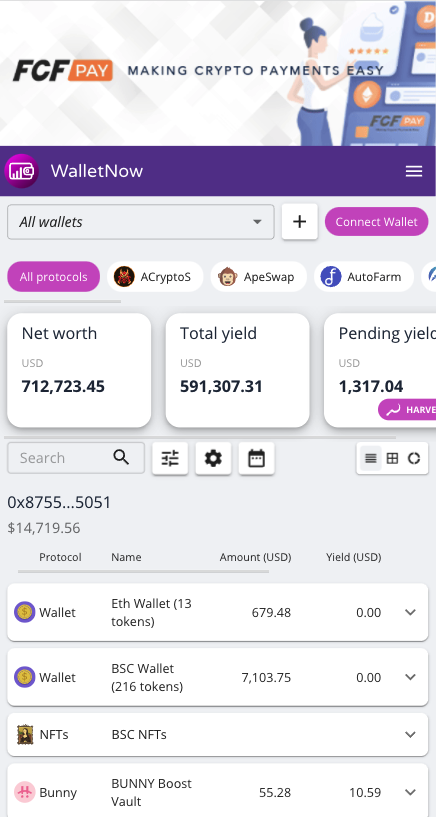 FCF PAY MAKING CRYPTO PAYMENTS EASY
FCF PAY
WalletNow
All wallets
+
Connect Wallet
All protocols
ACryptoS
ApeSwap
AutoFarm
Net worth
USD
712,723.45
Total yield
USD
591,307.31
Pending yield
USD
1,317.04
HARVE
Search
0x8755...5051
$14,719.56
Protocol Name Amount (USD) Yield (USD)
Wallet Eth Wallet (13 tokens) 679.48 0.00
Wallet BSC Wallet (216 tokens) 7,103.75 0.00
NFTs BSC NFTs
Bunny BUNNY Boost Vault 55.28 10.59